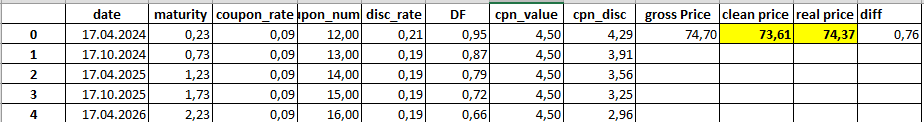 date maturity coupon_rate upon_num disc_rate DF cpn_value cpn_disc gross Price clean price real price diff
0 17.04.2024 0,23 0,09 12,00 0,21 0,95 4,50 4,29 74,70 73,61 74,37 0,76
1 17.10.2024 0,73 0,09 13,00 0,19 0,87 4,50 3,91
2 17.04.2025 1,23 0,09 14,00 0,19 0,79 4,50 3,56
3 17.10.2025 1,73 0,09 15,00 0,19 0,72 4,50 3,25
4 17.04.2026 2,23 0,09 16,00 0,19 0,66 4,50 2,96